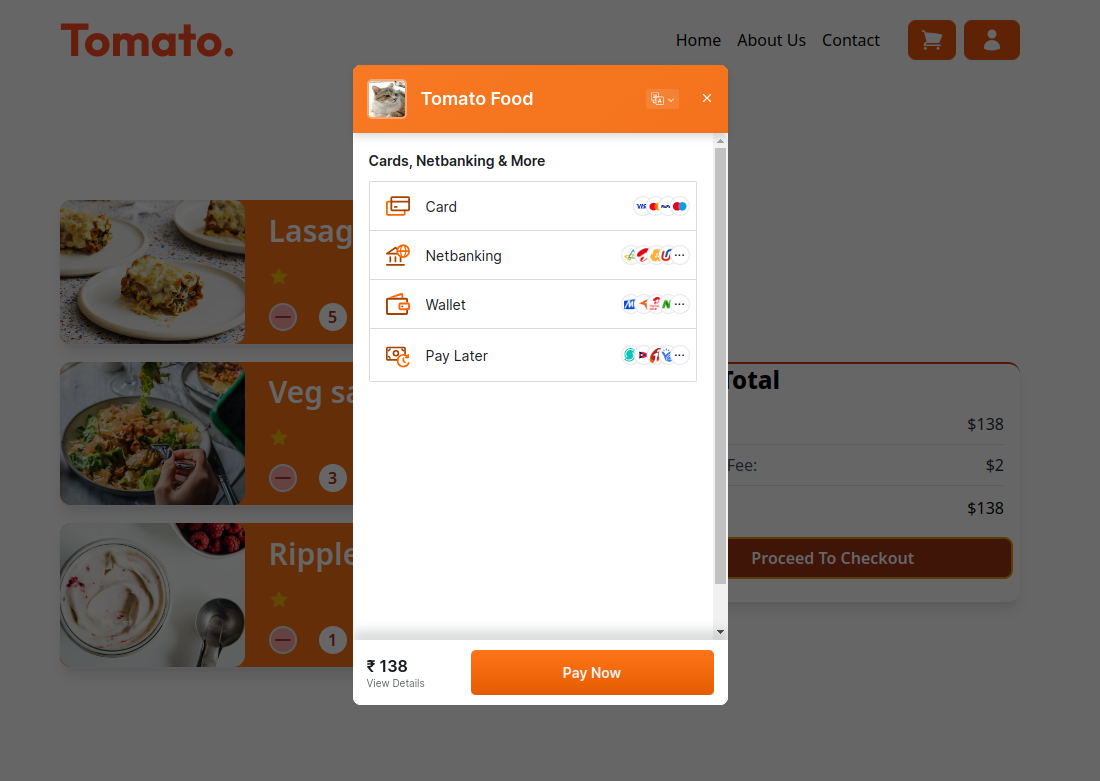 Tomato.
Home About Us Contact
Tomato Food
Cards, Netbanking & More
Card
VISA
Netbanking
Wallet
Pay Later
₹ 138
View Details
Pay Now
Lasag
5
Veg sa
3
Ripple
1
Total
$138
Fee: $2
$138
Proceed To Checkout